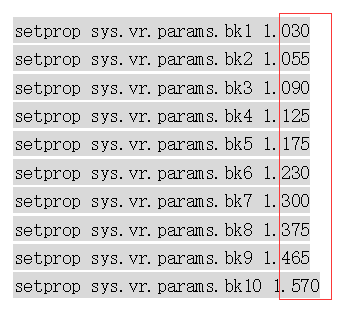 setprop sys.vr.params.bk1 1.030
setprop sys.vr.params.bk2 1.055
setprop sys.vr.params.bk3 1.090
setprop sys.vr.params.bk4 1.125
setprop sys.vr.params.bk5 1.175
setprop sys.vr.params.bk6 1.230
setprop sys.vr.params.bk7 1.300
setprop sys.vr.params.bk8 1.375
setprop sys.vr.params.bk9 1.465
setprop sys.vr.params.bk10 1.570